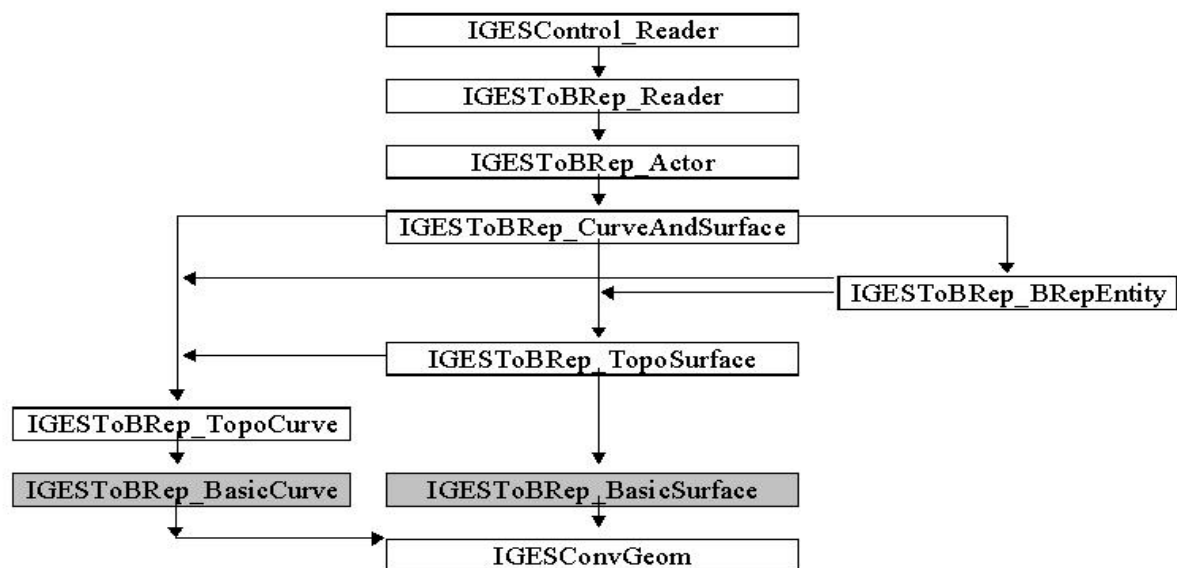 IGESControl_Reader
IGESToBRep_Reader
IGESToBRep_Actor
IGESToBRep_CurveAndSurface
IGESToBRep_BRepEntity
IGESToBRep_TopoSurface
IGESToBRep_TopoCurve
IGESToBRep_BasicCurve
IGESToBRep_BasicSurface
IGESConvGeom